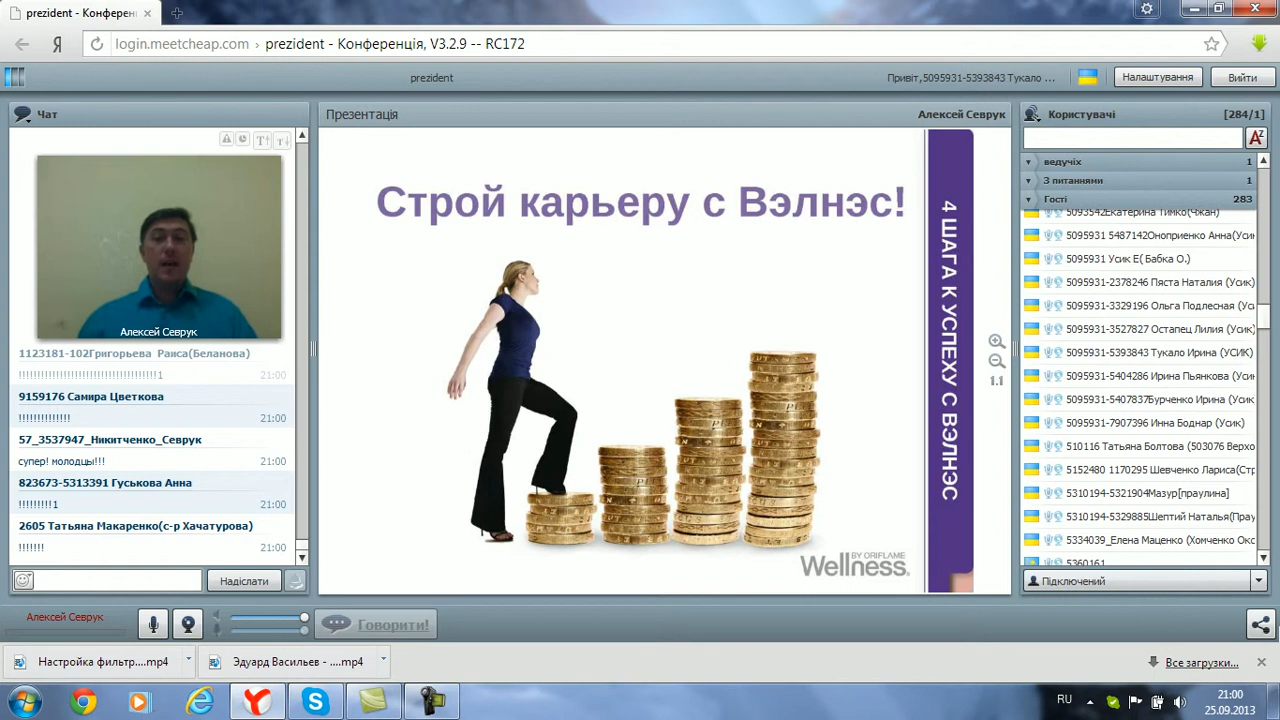 prezident - Конферен
login.meetcheap.com › prezident - Конференція, V3.2.9 -- RC172
prezident
Привіт,5095931-5393843 Тукало ...
Налаштування
Вийти
Чат
Алексей Севрук
1123181-102Григорьева Раиса(Беланова)
!!!!!!!!!!!!!!!!!!!!!!!!!!!!!!!!!!!1 21:00
9159176 Самира Цветкова
!!!!!!!!!!!!! 21:00
57_3537947_Никитченко_Севрук
супер! молодцы!!! 21:00
823673-5313391 Гуськова Анна
!!!!!!!!!1 21:00
2605 Татьяна Макаренко(с-р Хачатурова)
!!!!!!! 21:00
Надіслати
Презентація
Алексей Севрук
Строй карьеру с Вэлнэс!
4 ШАГА К УСПЕХУ С ВЭЛНЭС
BY ORIFLAME
Wellness.
1.1
Користувачі [284/1]
ведучіх 1
З питаннями 1
Гості 283
5093542Екатерина Тимко(Чжан)
5095931 5487142Оноприенко Анна(Усик
5095931 Усик Е( Бабка О.)
5095931-2378246 Пяста Наталия (Усик)
5095931-3329196 Ольга Подлесная (Ус
5095931-3527827 Остапец Лилия (Усик)
5095931-5393843 Тукало Ирина (УСИК)
5095931-5404286 Ирина Пьянкова (Усик)
5095931-5407837Бурченко Ирина (Усик)
5095931-7907396 Инна Боднар (Усик)
510116 Татьяна Болтова (503076 Верхо
5152480 1170295 Шевченко Лариса(Стр
5310194-5321904Мазур[праулина]
5310194-5329885Шептий Наталья(Прау
5334039_Елена Маценко (Хомченко Окс
5360161
Підключений
Алексей Севрук
Говорити!
Настройка фильтр....mp4
Эдуард Васильев - ....mp4
Все загрузки...
RU
21:00
25.09.2013